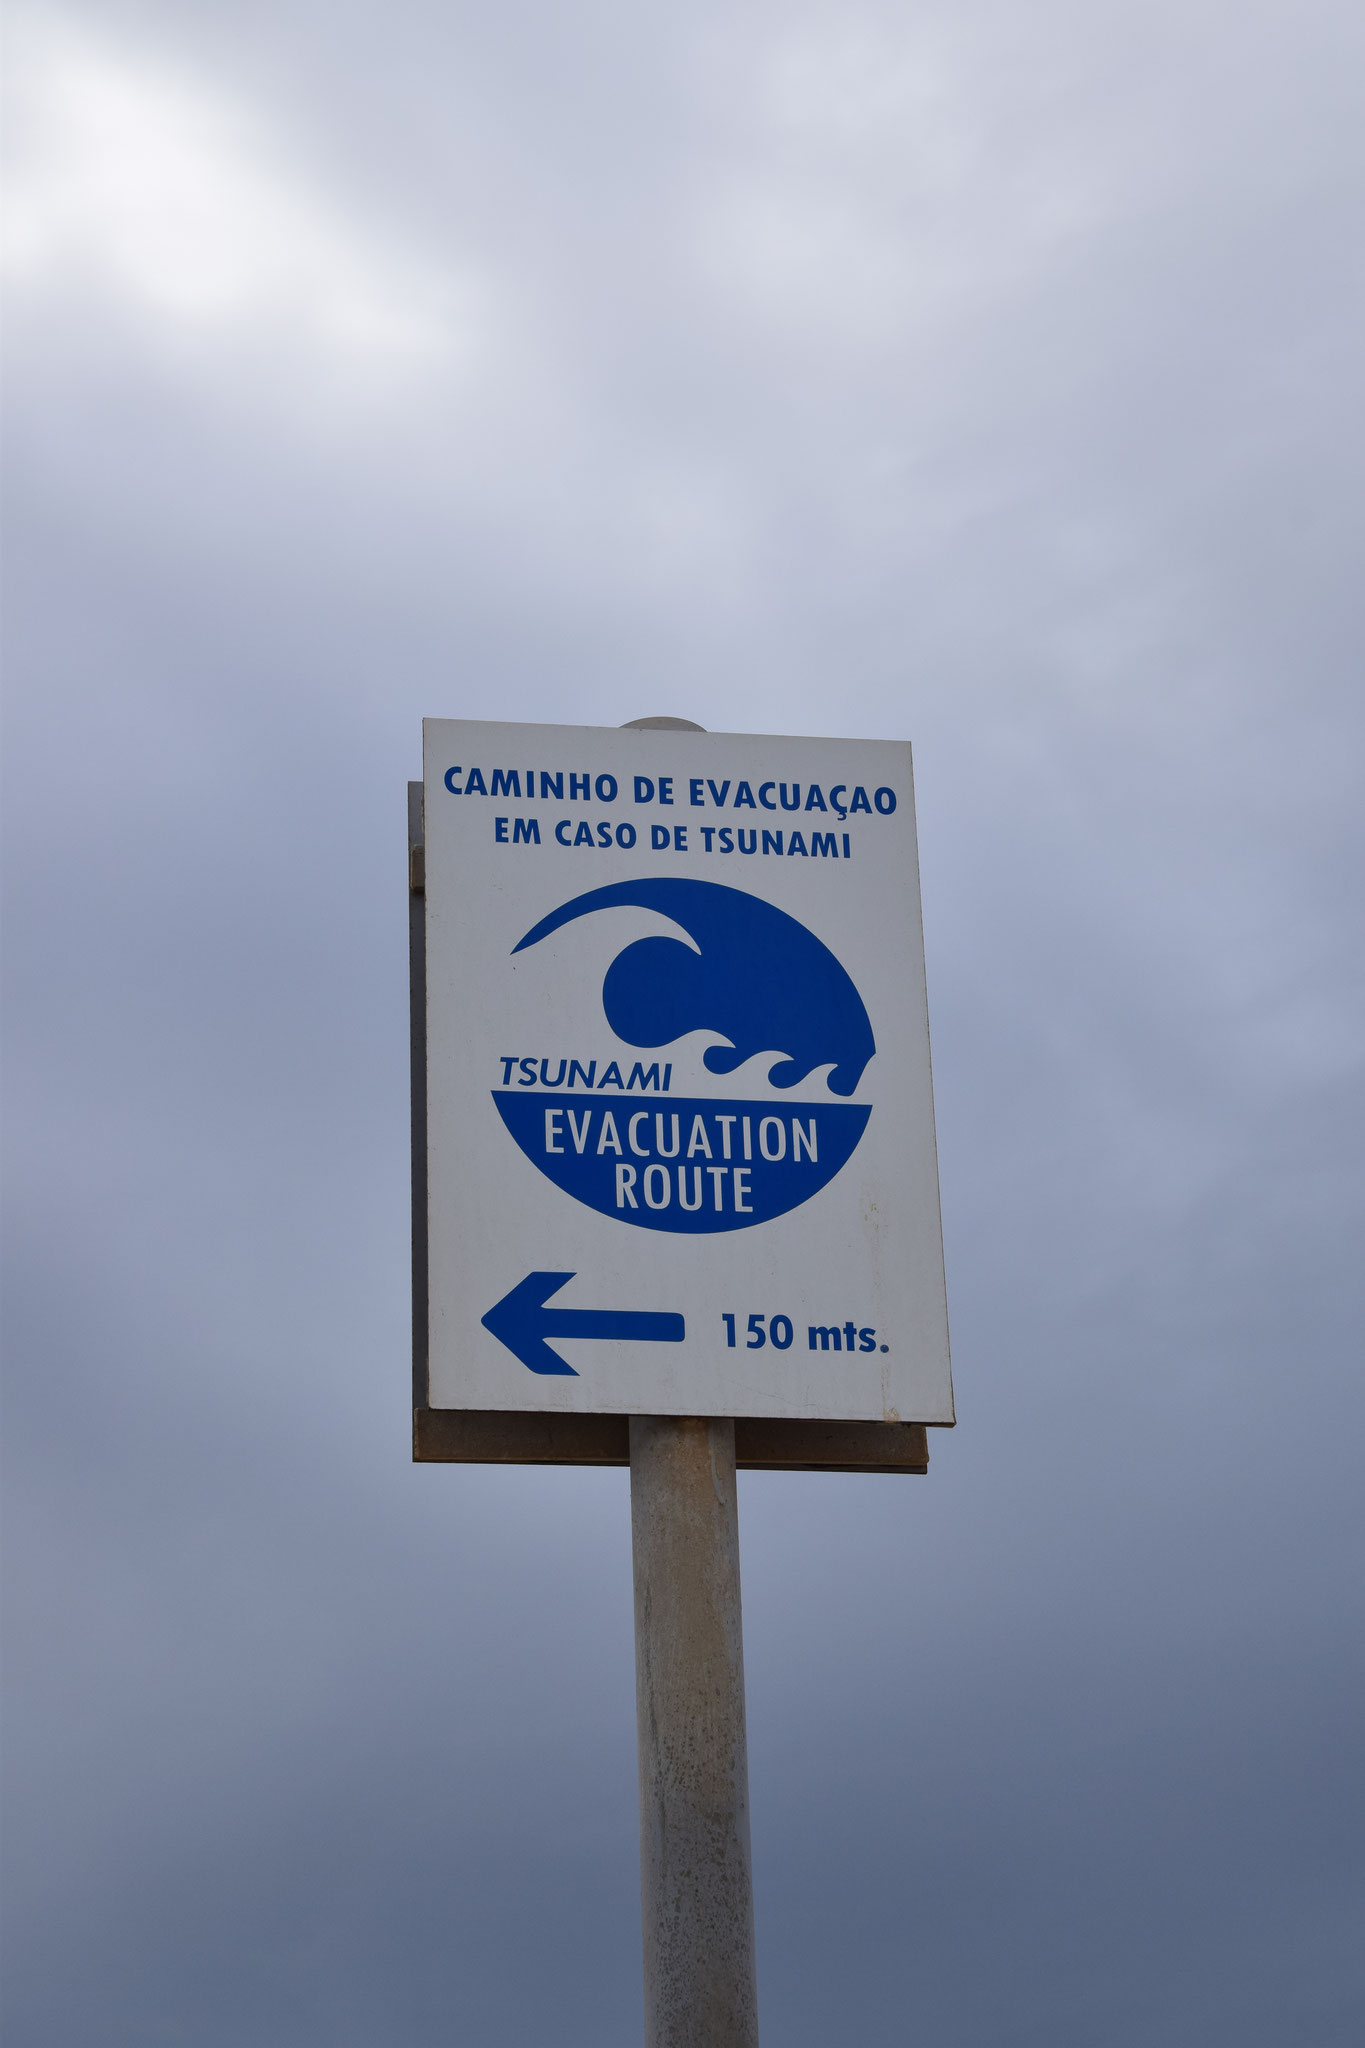 CAMINHO DE EVACUAÇAO
EM CASO DE TSUNAMI
TSUNAMI
EVACUATION
ROUTE
150 mts.